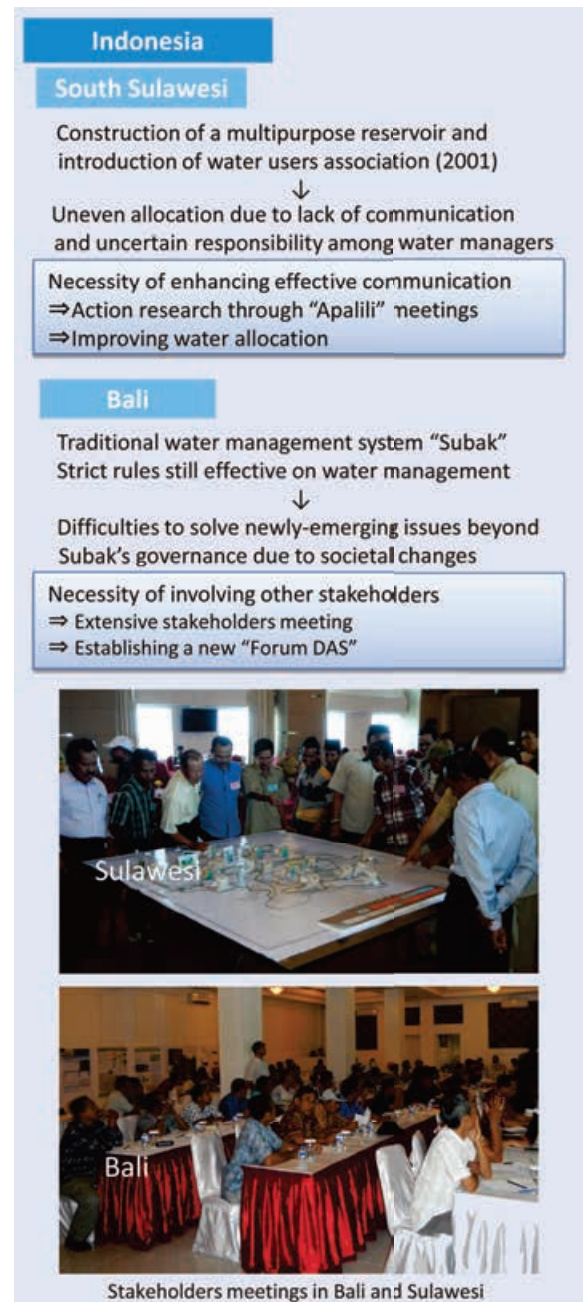 Indonesia
South Sulawesi
Construction of a multipurpose reservoir and
introduction of water users association (2001)
↓
Uneven allocation due to lack of communication
and uncertain responsibility among water managers
Necessity of enhancing effective communication
⇒Action research through “Apalili” meetings
⇒Improving water allocation
Bali
Traditional water management system “Subak”
Strict rules still effective on water management
↓
Difficulties to solve newly-emerging issues beyond
Subak’s governance due to societal changes
Necessity of involving other stakeholders
⇒ Extensive stakeholders meeting
⇒ Establishing a new “Forum DAS”
Sulawesi
Bali
Stakeholders meetings in Bali and Sulawesi